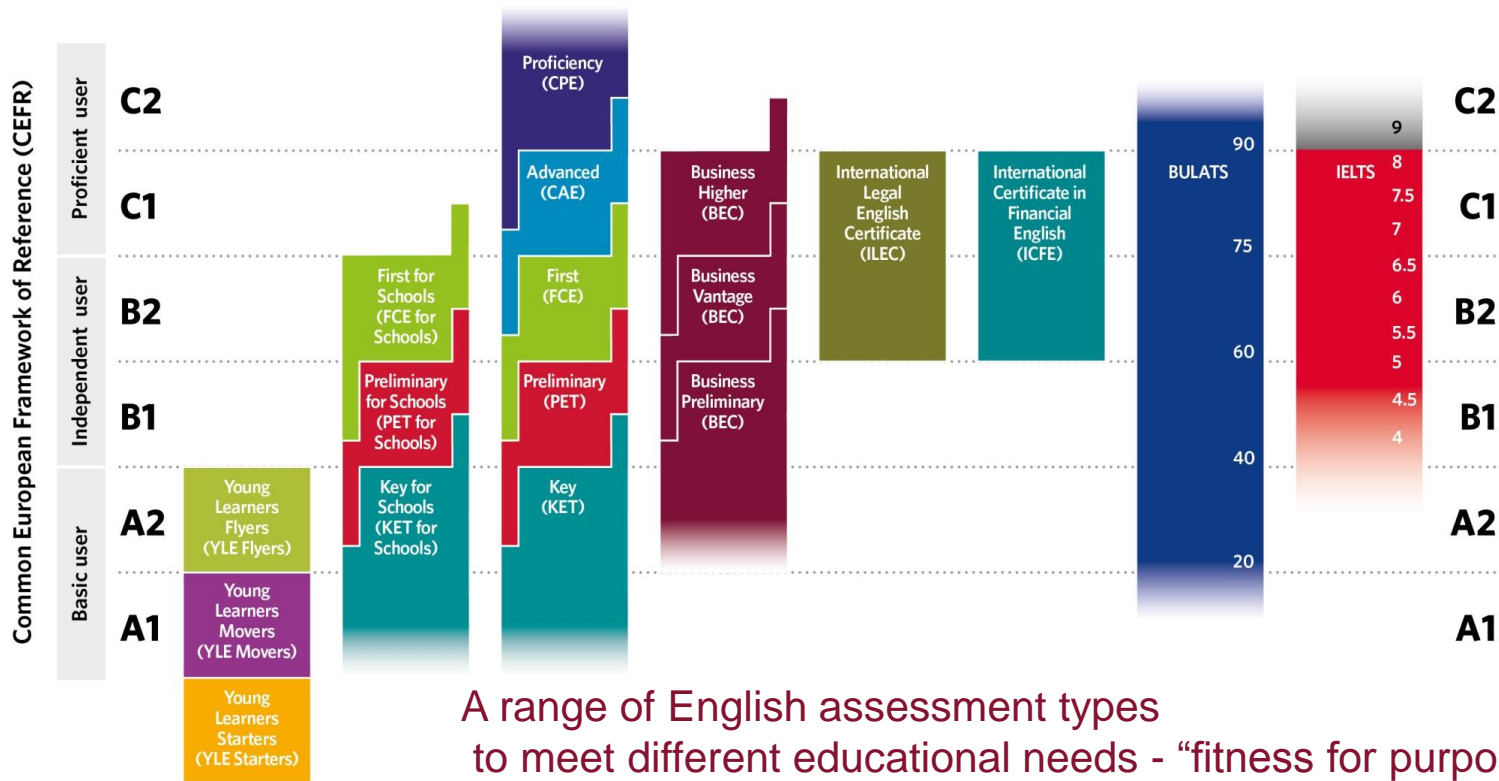 Common European Framework of Reference (CEFR)
Proficient user
Independent user
Basic user
C2
C1
B2
B1
A2
A1
Young
Learners
Flyers
(YLE Flyers)
Young
Learners
Movers
(YLE Movers)
Young
Learners
Starters
(YLE Starters)
First for
Schools
(FCE for
Schools)
Preliminary
for Schools
(PET for
Schools)
Key for
Schools
(KET for
Schools)
Proficiency
(CPE)
Advanced
(CAE)
First
(FCE)
Preliminary
(PET)
Key
(KET)
Business
Higher
(BEC)
Business
Vantage
(BEC)
Business
Preliminary
(BEC)
International
Legal
English
Certificate
(ILEC)
International
Certificate in
Financial
English
(ICFE)
BULATS
90
75
60
40
20
IELTS
9
8
7.5
7
6.5
6
5.5
5
4.5
4
C2
C1
B2
B1
A2
A1
A range of English assessment types
to meet different educational needs - “fitness for purpo